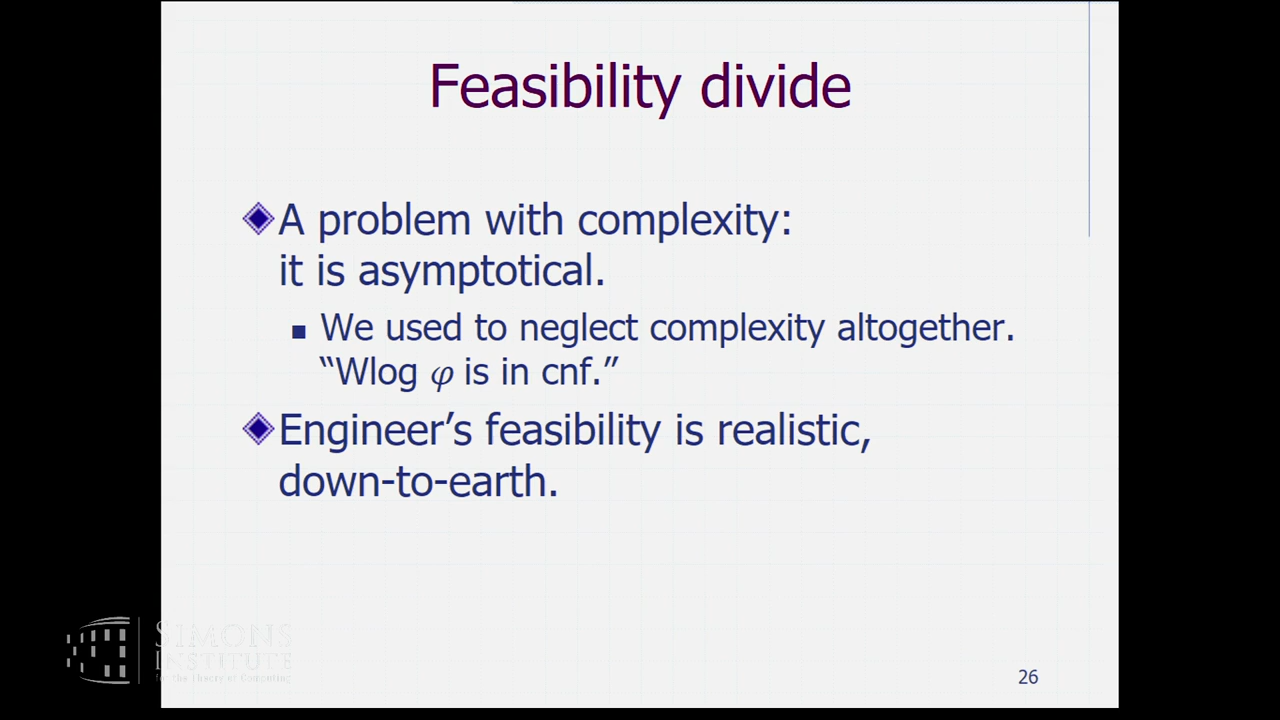 Feasibility divide
A problem with complexity:
it is asymptotical.
We used to neglect complexity altogether.
“Wlog φ is in cnf.”
Engineer’s feasibility is realistic,
down-to-earth.
SIMONS
INSTITUTE
for the Theory of Computing
26